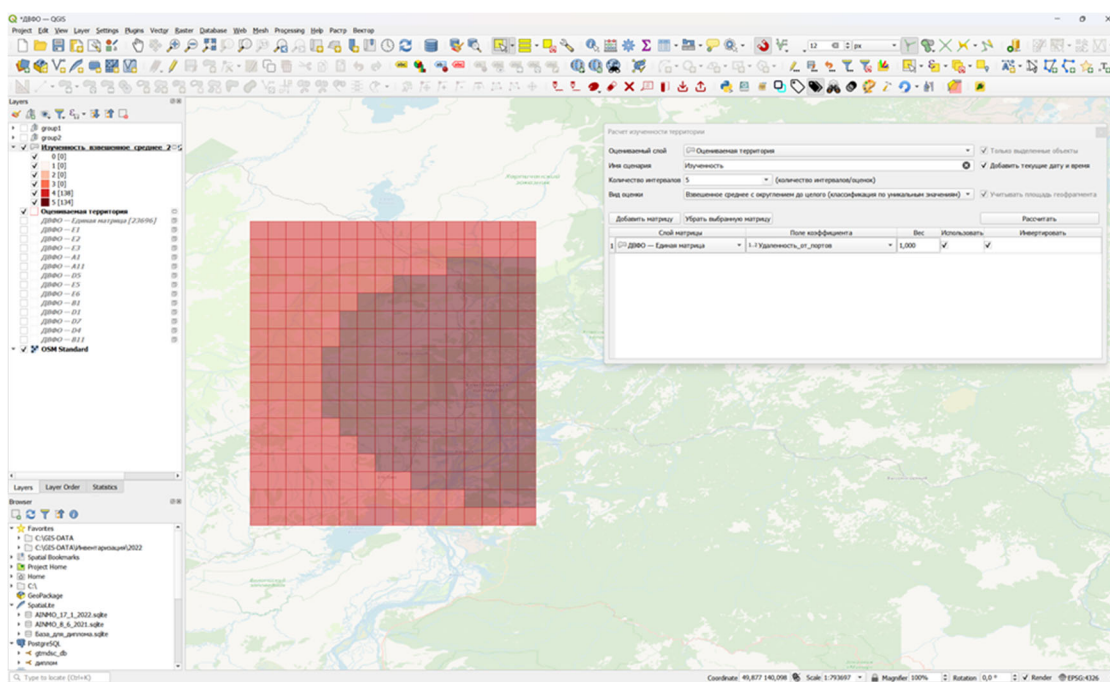 *ДВФО — QGIS
Project Edit View Layer Settings Plugins Vector Raster Database Web Mesh Processing Help Растр Вектор
12 px
Layers
group1
group2
Изученность_взвешенное_среднее_2
0 [0]
1 [0]
2 [0]
3 [0]
4 [138]
5 [134]
Оцениваемая территория
ДВФО — Единая матрица [23696]
ДВФО — E1
ДВФО — E2
ДВФО — E3
ДВФО — A1
ДВФО — A11
ДВФО — D5
ДВФО — E5
ДВФО — E6
ДВФО — B1
ДВФО — D1
ДВФО — D7
ДВФО — D4
ДВФО — B11
OSM Standard
Layers Layer Order Statistics
Browser
Favorites
C:\GIS-DATA
C:\GIS-DATA\Инвентаризация\2022
Spatial Bookmarks
Project Home
Home
C:\
GeoPackage
SpatiaLite
AINMO_17_1_2022.sqlite
AINMO_8_6_2021.sqlite
База_для_диплома.sqlite
PostgreSQL
gtmdsc_db
диплом
Расчет изученности территории
Оцениваемый слой Оцениваемая территория Только выделенные объекты
Имя сценария Изученность Добавить текущие дату и время
Количество интервалов 5 (количество интервалов/оценок)
Вид оценки Взвешенное среднее с округлением до целого (классификация по уникальным значениям) Учитывать площадь геофрагмента
Добавить матрицу Убрать выбранную матрицу Рассчитать
Слой матрицы Поле коэффициента Вес Использовать Инвертировать
1 ДВФО — Единая матрица 1.2 Удаленность_от_портов 1,000
Type to locate (Ctrl+K) Coordinate 49,877 140,098 Scale 1:793697 Magnifier 100% Rotation 0,0 ° Render EPSG:4326